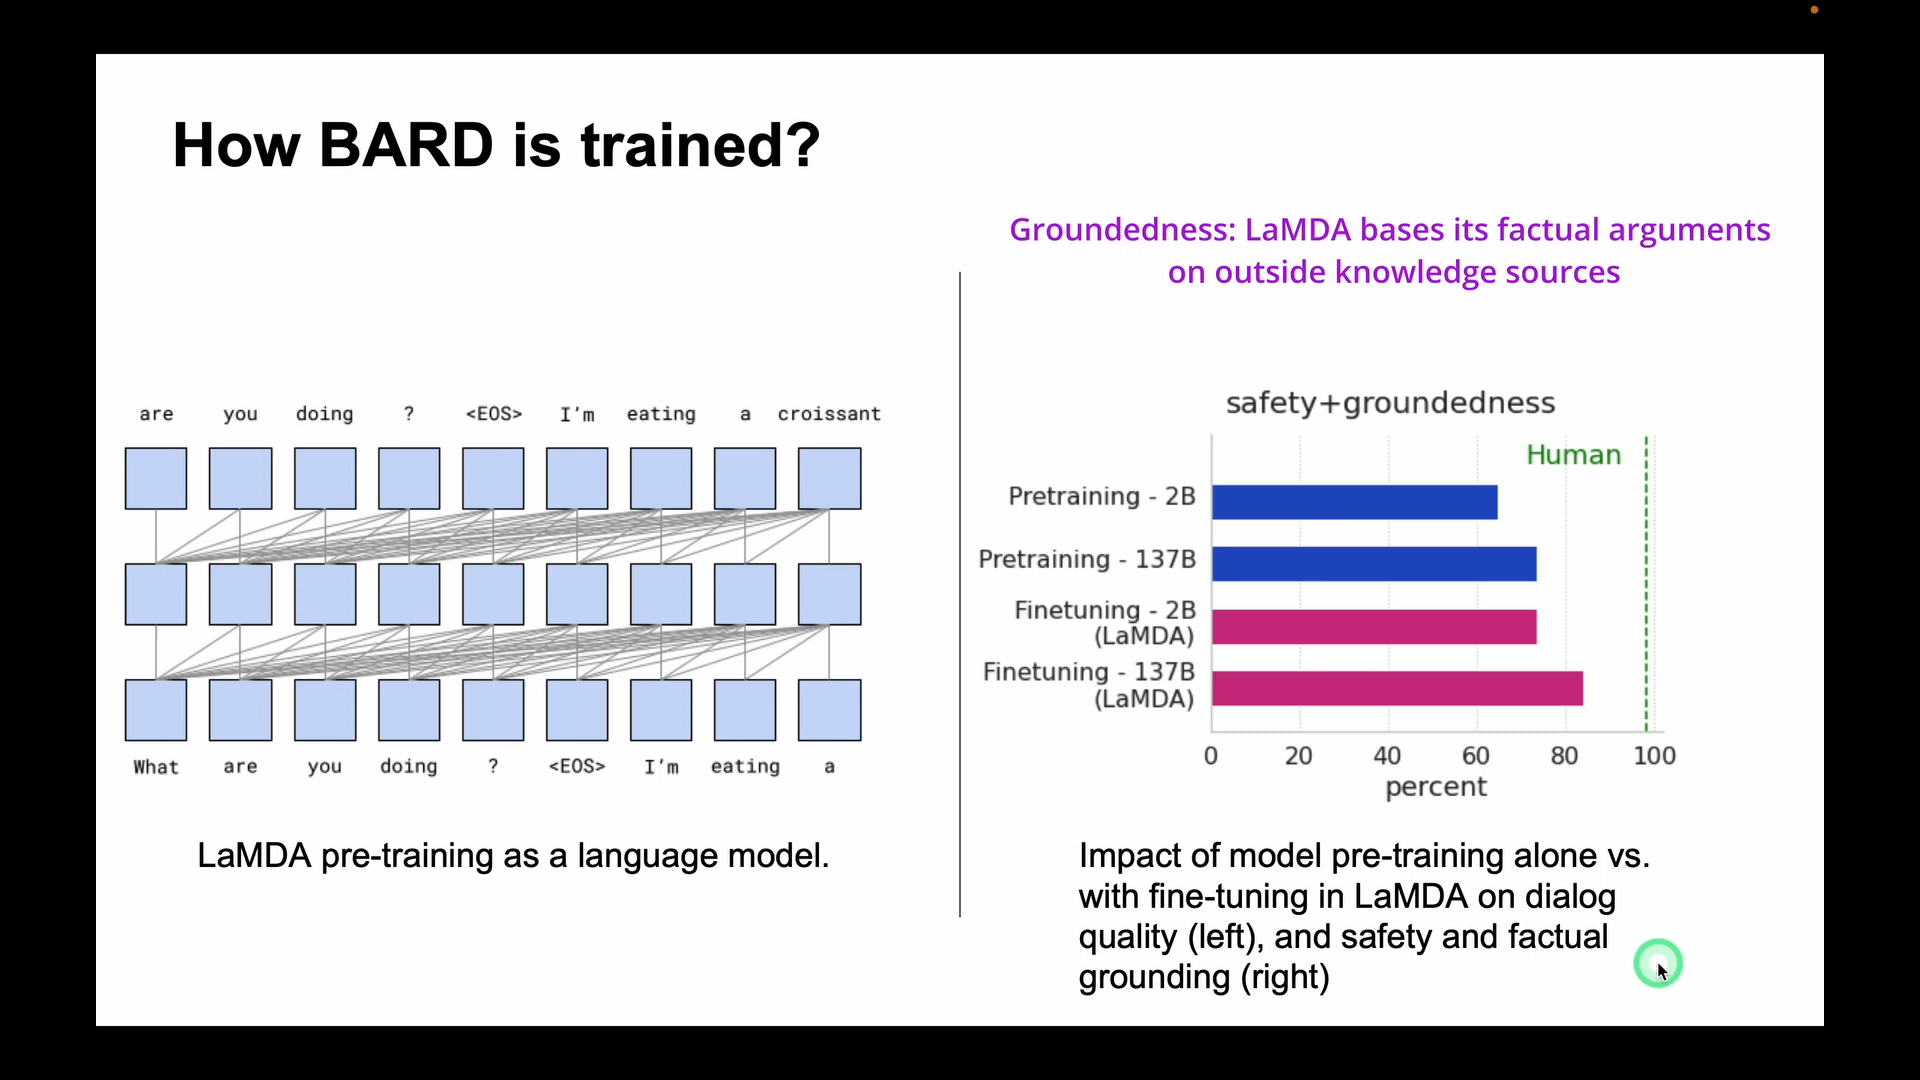 How BARD is trained?
are you doing ? <EOS> I'm eating a croissant
What are you doing ? <EOS> I'm eating a
LaMDA pre-training as a language model.
Groundedness: LaMDA bases its factual arguments
on outside knowledge sources
safety+groundedness
Human
Pretraining - 2B
Pretraining - 137B
Finetuning - 2B
(LaMDA)
Finetuning - 137B
(LaMDA)
0 20 40 60 80 100
percent
Impact of model pre-training alone vs.
with fine-tuning in LaMDA on dialog
quality (left), and safety and factual
grounding (right)